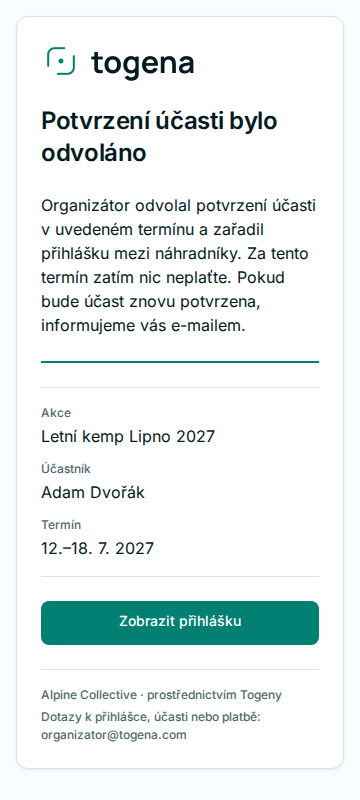 togena
Potvrzení účasti bylo
odvoláno
Organizátor odvolal potvrzení účasti
v uvedeném termínu a zařadil
přihlášku mezi náhradníky. Za tento
termín zatím nic neplaťte. Pokud
bude účast znovu potvrzena,
informujeme vás e-mailem.
Akce
Letní kemp Lipno 2027
Účastník
Adam Dvořák
Termín
12.–18. 7. 2027
Zobrazit přihlášku
Alpine Collective · prostřednictvím Togeny
Dotazy k přihlášce, účasti nebo platbě:
organizator@togena.com